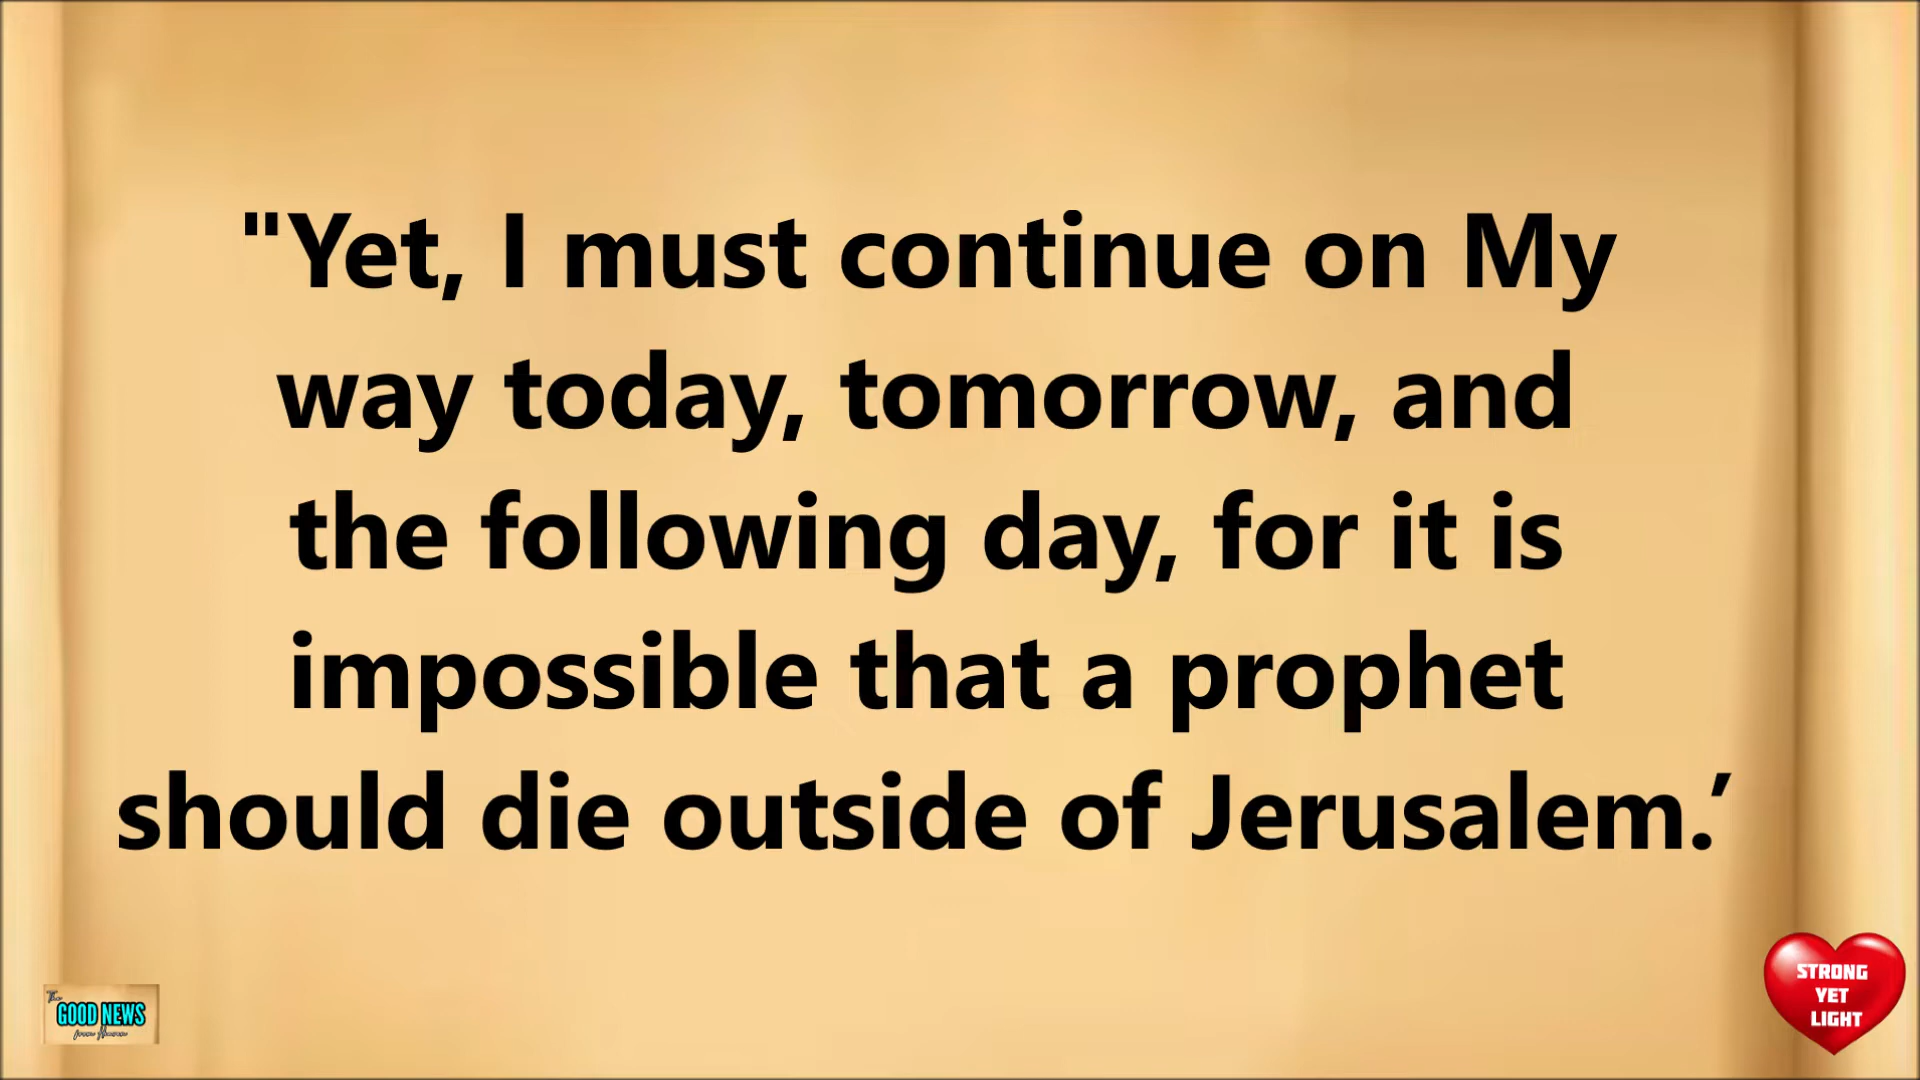 "Yet, I must continue on My
way today, tomorrow, and
the following day, for it is
impossible that a prophet
should die outside of Jerusalem.’
The
GOOD NEWS
STRONG
YET
LIGHT